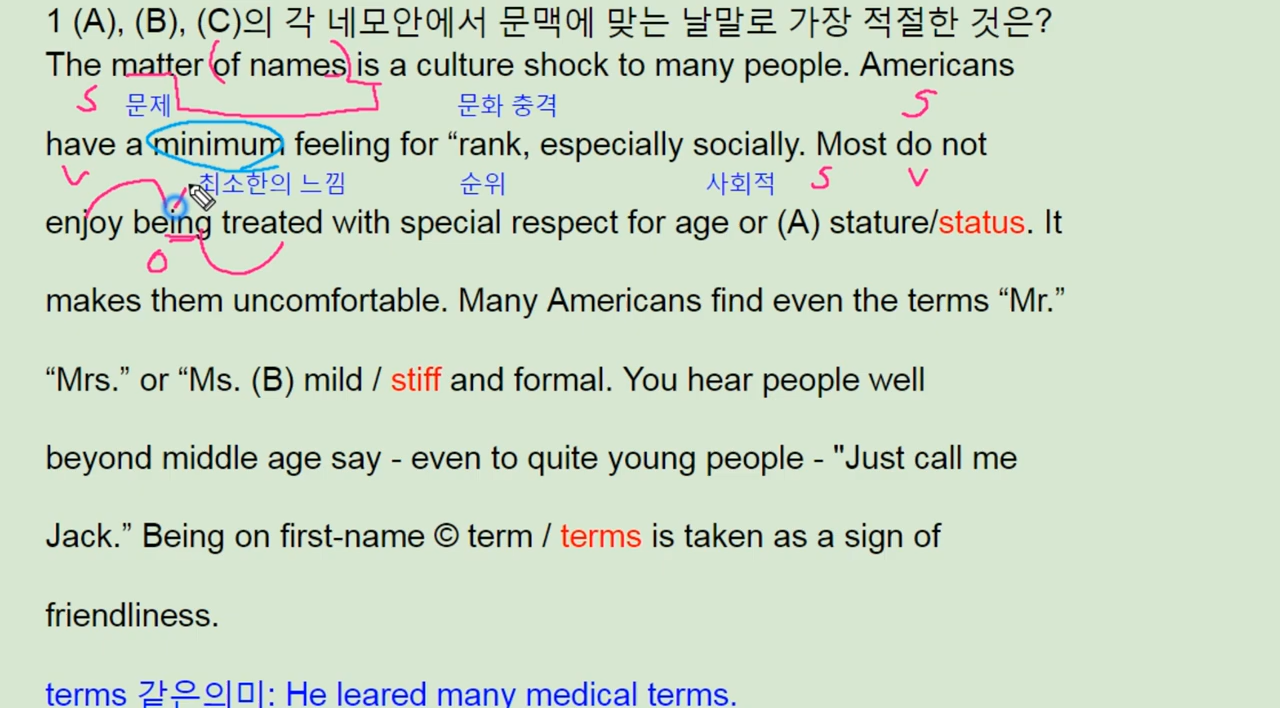 1 (A), (B), (C)의 각 네모안에서 문맥에 맞는 날말로 가장 적절한 것은?
The matter (of names) is a culture shock to many people. Americans
S 문제 문화 충격 S
have a minimum feeling for “rank, especially socially. Most do not
V 최소한의 느낌 순위 사회적 S V
enjoy being treated with special respect for age or (A) stature/status. It
O
makes them uncomfortable. Many Americans find even the terms “Mr.”
“Mrs.” or “Ms. (B) mild / stiff and formal. You hear people well
beyond middle age say - even to quite young people - "Just call me
Jack.” Being on first-name © term / terms is taken as a sign of
friendliness.
terms 같은의미: He leared many medical terms.